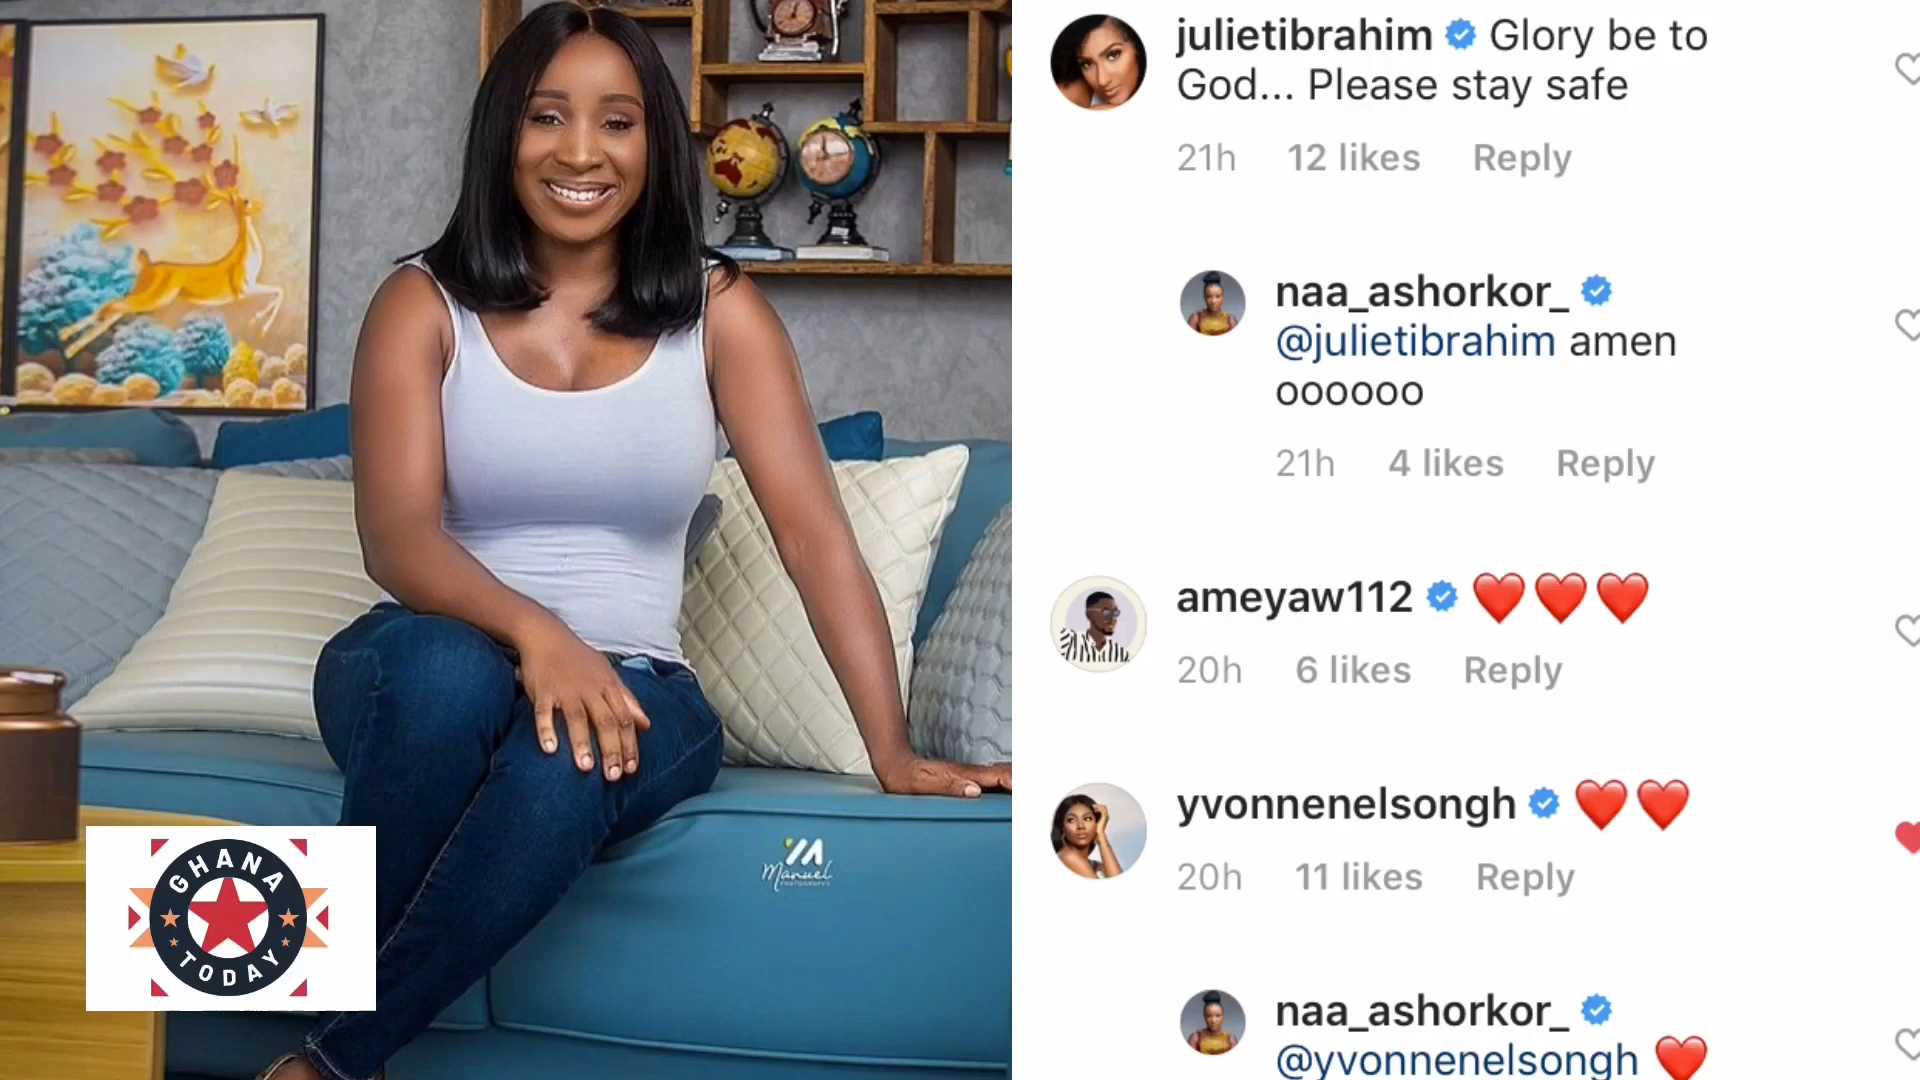 julietibrahim Glory be to
God... Please stay safe
21h 12 likes Reply
naa_ashorkor_
@julietibrahim amen
oooooo
21h 4 likes Reply
ameyaw112 ❤️❤️❤️
20h 6 likes Reply
yvonnenelsongh ❤️❤️
20h 11 likes Reply
naa_ashorkor_
@yvonnenelsongh ❤️
Manuel
PHOTOGRAPHY
GHANA
TODAY